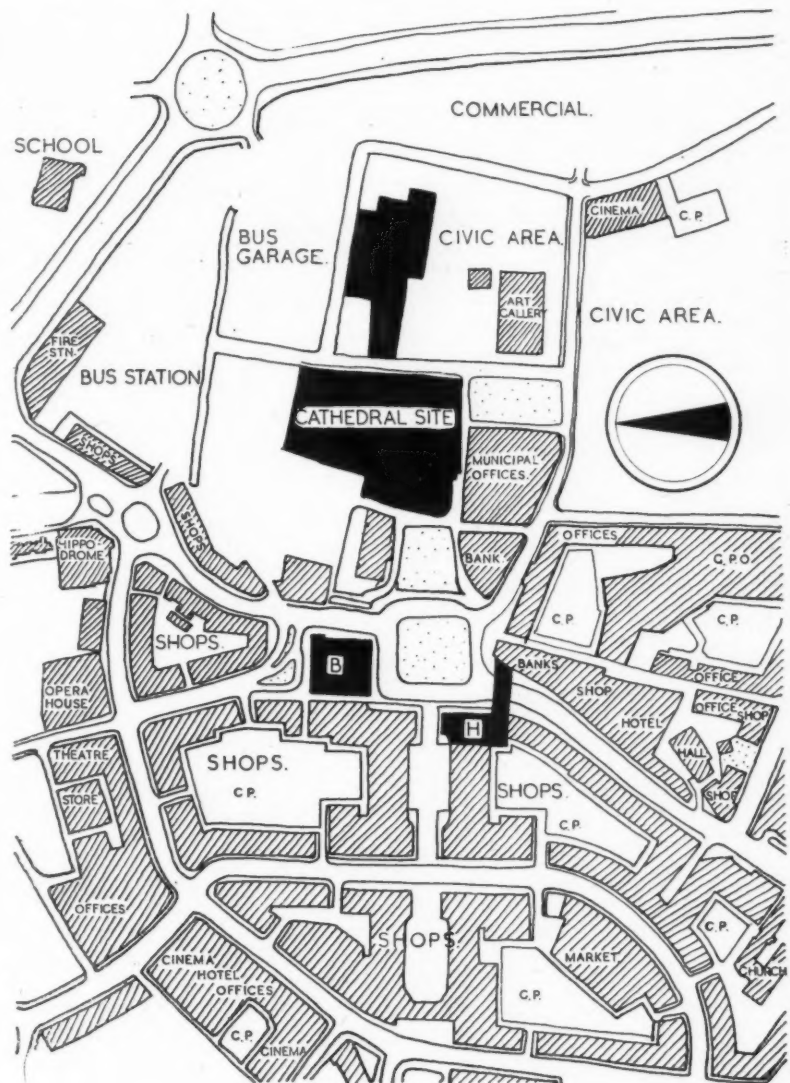 COMMERCIAL.
SCHOOL
CINEMA
C.P.
BUS
GARAGE.
CIVIC AREA.
ART
GALLERY
CIVIC AREA.
FIRE
STN.
BUS STATION
CATHEDRAL SITE
SHOPS
MUNICIPAL
OFFICES.
SHOPS
HIPPO-
DROME
BANK.
OFFICES
G.P.O.
C.P.
C.P.
SHOPS.
B
BANKS
SHOP
HOTEL
OFFICE
OFFICE
SHOP
OPERA
HOUSE
H
HALL
SHOP
THEATRE
STORE
SHOPS.
C.P.
SHOPS.
C.P.
OFFICES
CINEMA
HOTEL
OFFICES
C.P.
CINEMA
SHOPS.
C.P.
MARKET.
C.P.
CHURCH